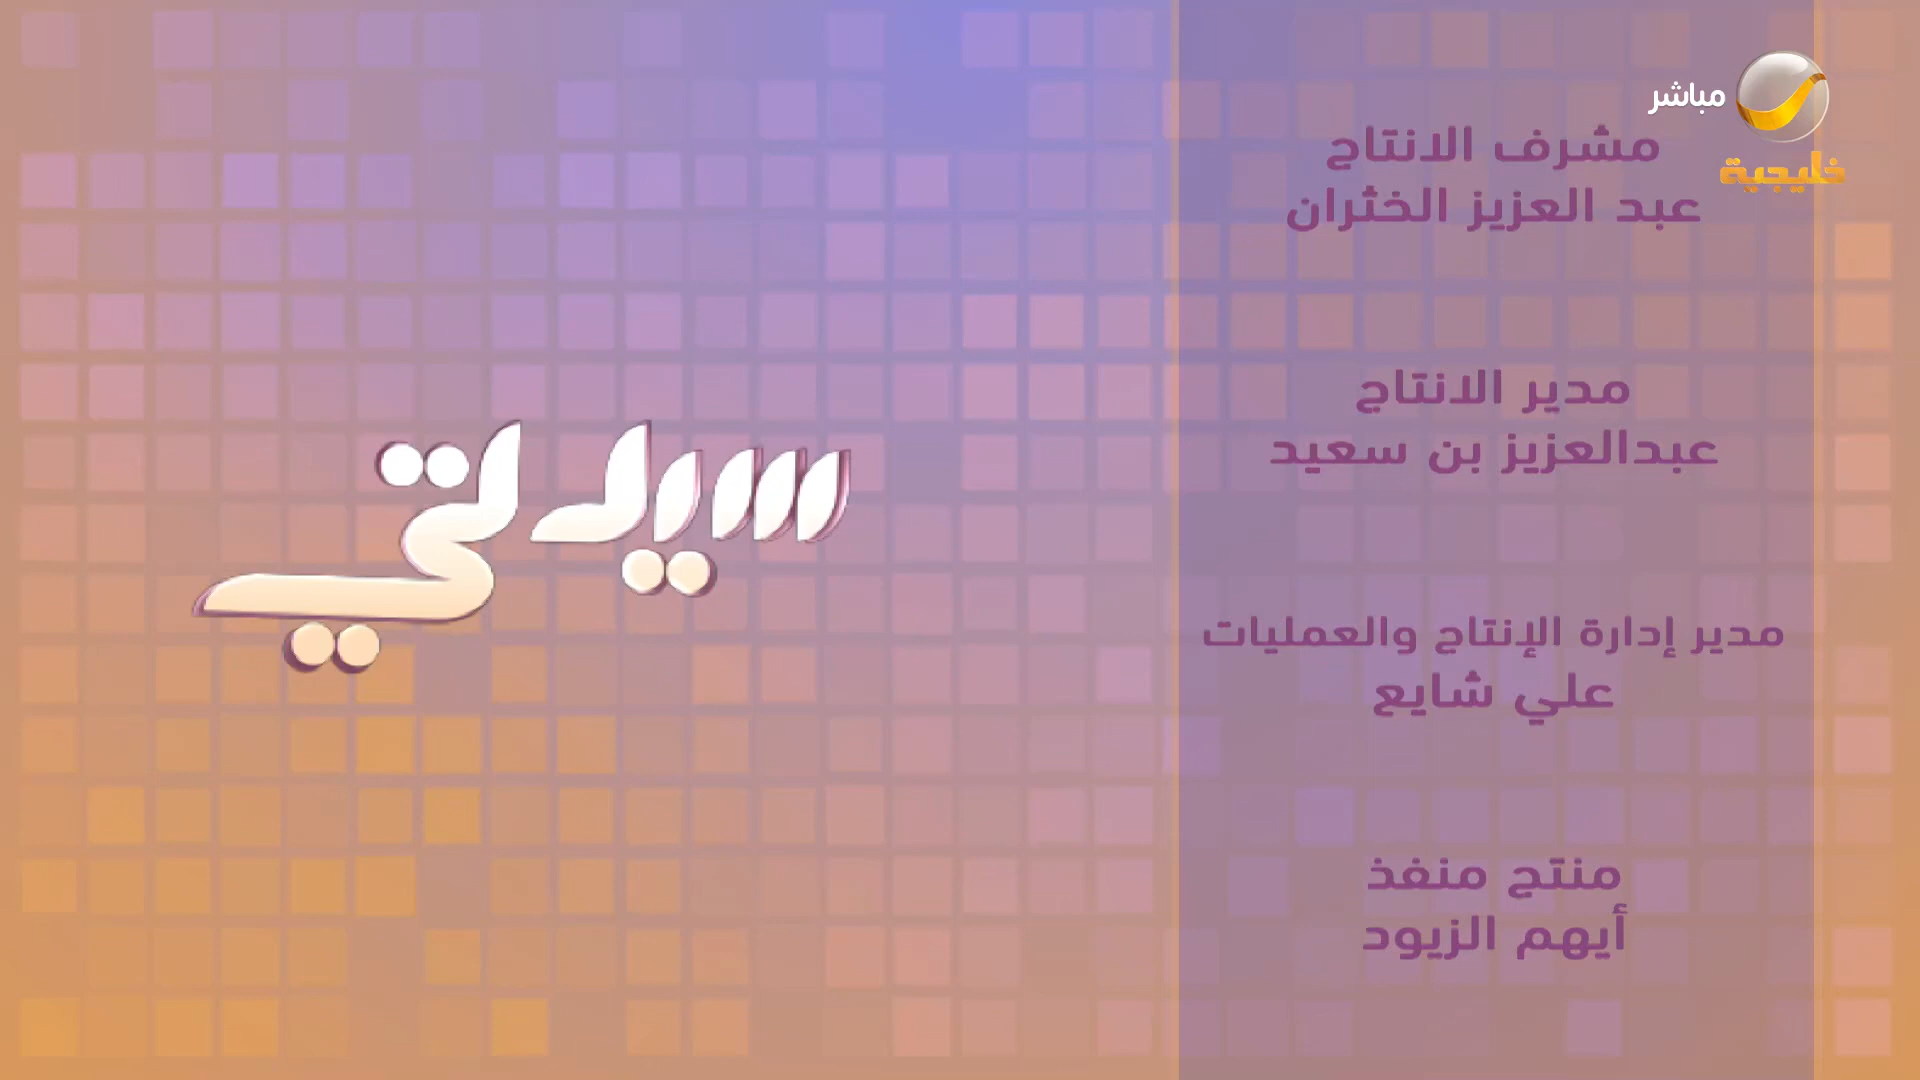 مباشر
خليجية
مشرف الانتاج
عبد العزيز الخثران
مدير الانتاج
عبدالعزيز بن سعيد
مدير إدارة الإنتاج والعمليات
علي شايع
منتج منفذ
أيهم الزيود
سيدتي